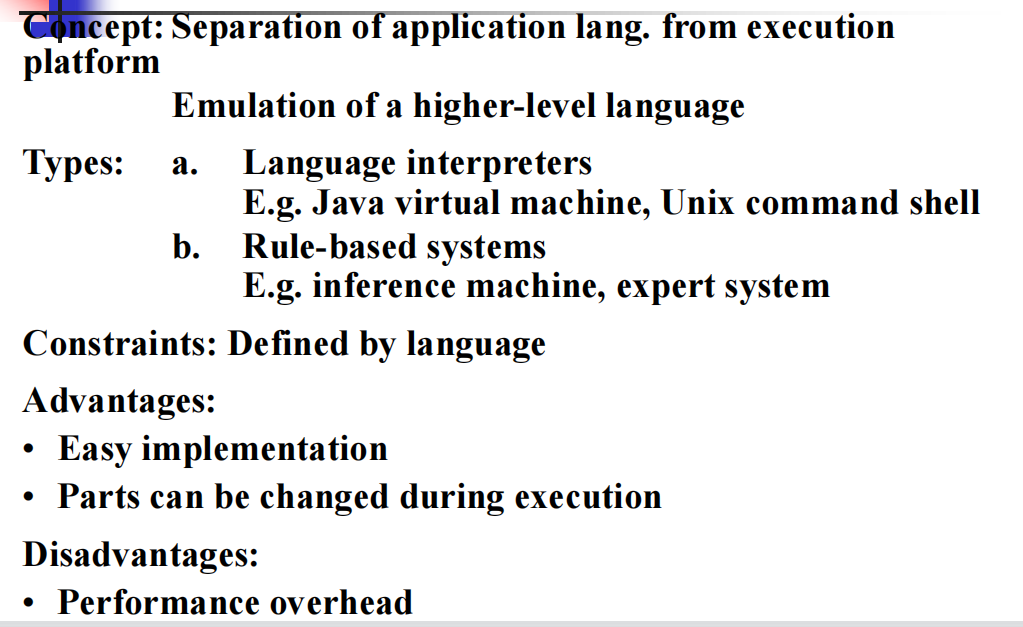 Concept: Separation of application lang. from execution
platform
Emulation of a higher-level language
Types: a. Language interpreters
E.g. Java virtual machine, Unix command shell
b. Rule-based systems
E.g. inference machine, expert system
Constraints: Defined by language
Advantages:
• Easy implementation
• Parts can be changed during execution
Disadvantages:
• Performance overhead